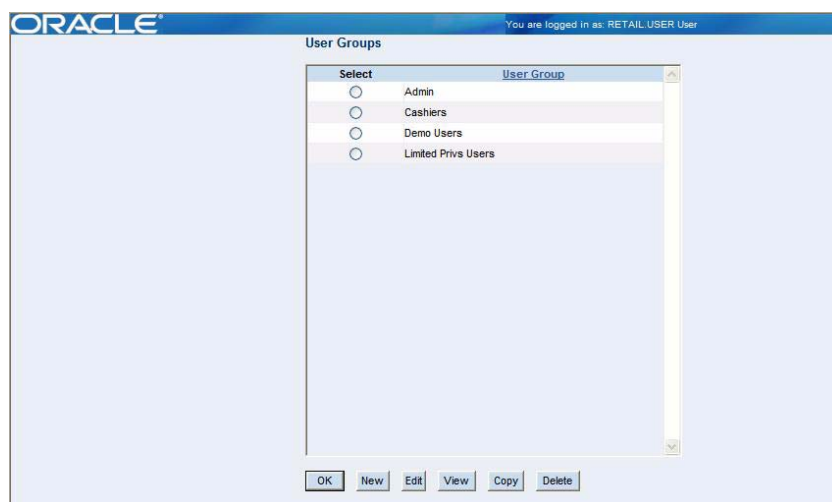 ORACLE®
You are logged in as: RETAIL.USER User
User Groups
Select User Group
Admin
Cashiers
Demo Users
Limited Privs Users
OK New Edit View Copy Delete